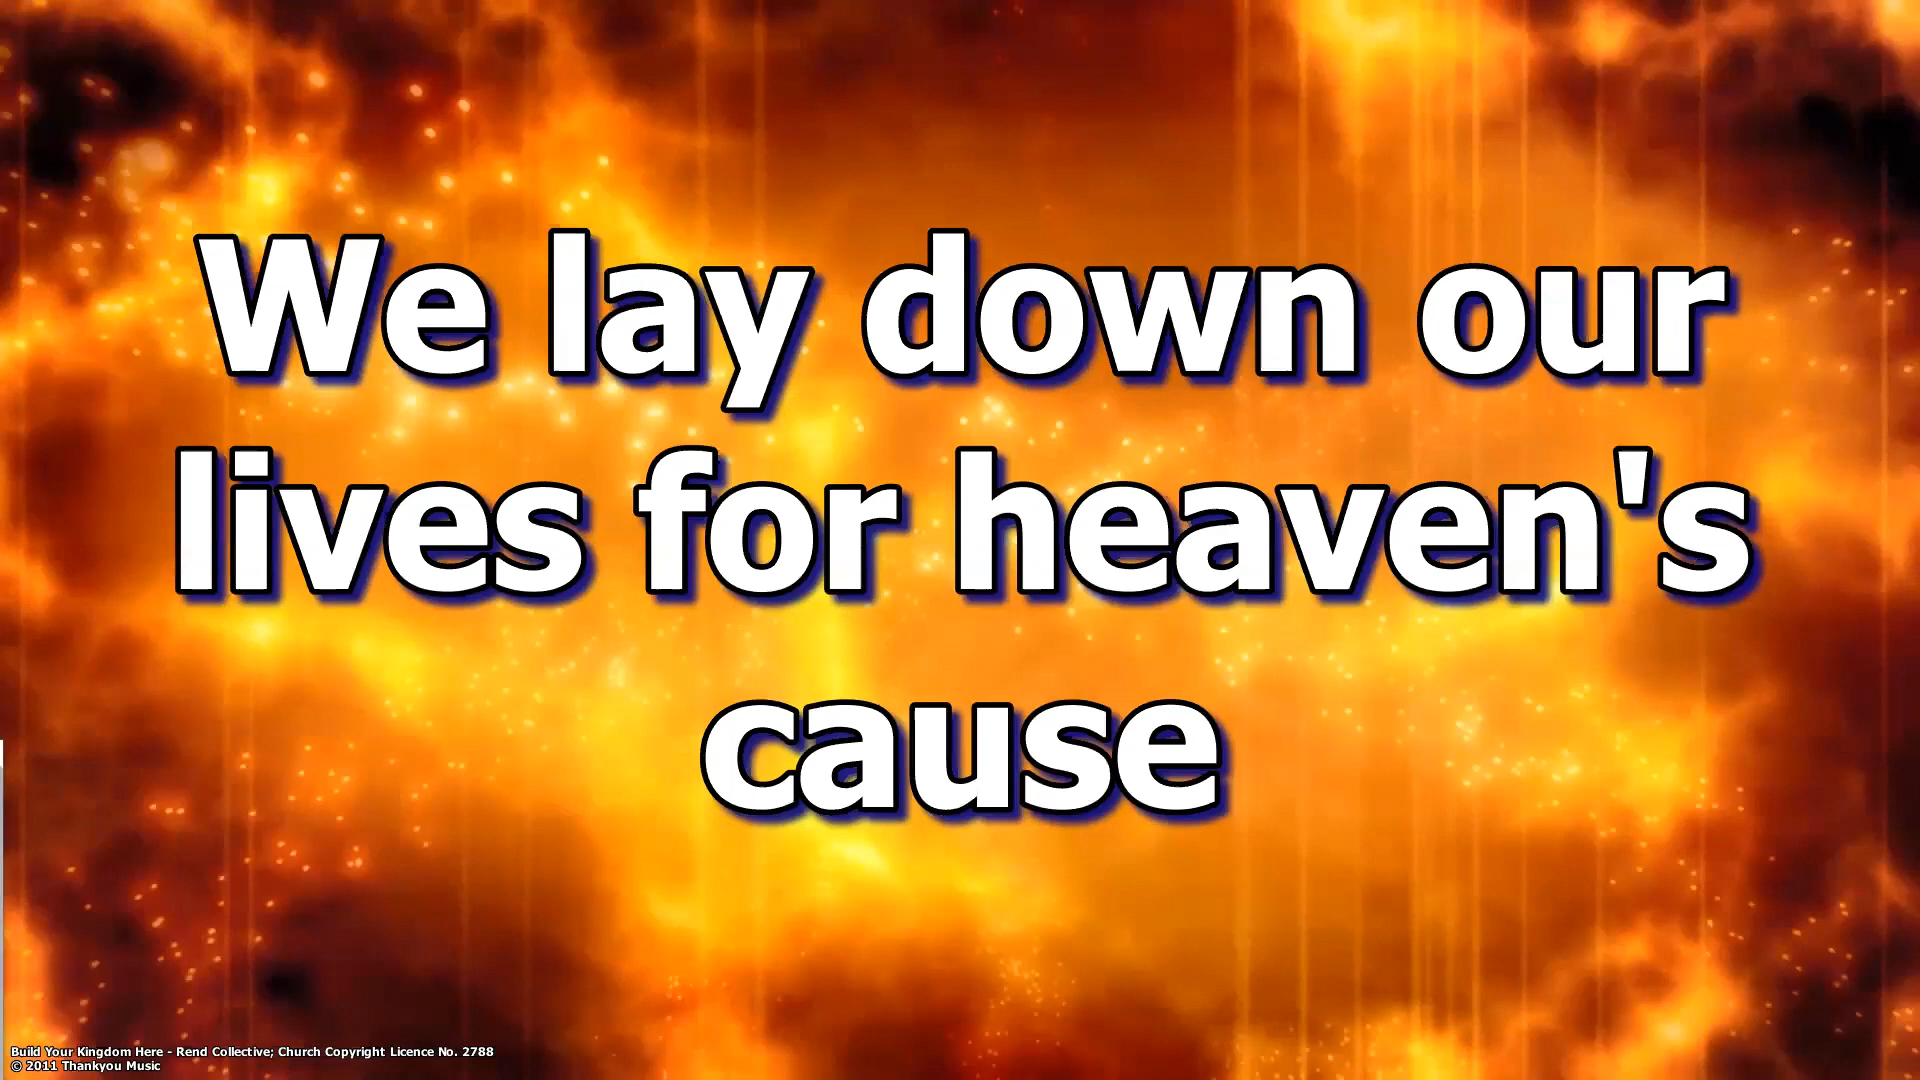 We lay down our
lives for heaven's
cause
Build Your Kingdom Here - Rend Collective; Church Copyright Licence No. 2788
© 2011 Thankyou Music